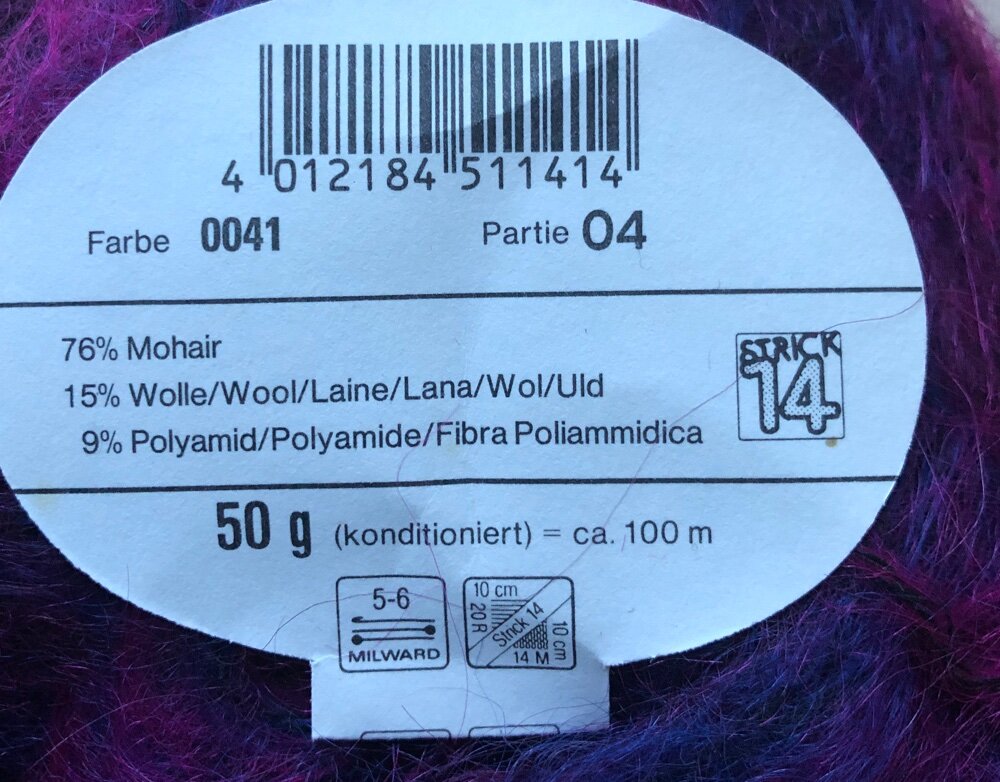 4 012184 511414
Farbe 0041 Partie 04
76% Mohair
15% Wolle/Wool/Laine/Lana/Wol/Uld
9% Polyamid/Polyamide/Fibra Poliammidica
STRICK
14
50 g (konditioniert) = ca. 100 m
5-6
MILWARD
10 cm
20 R
Strick 14
10 cm
14 M